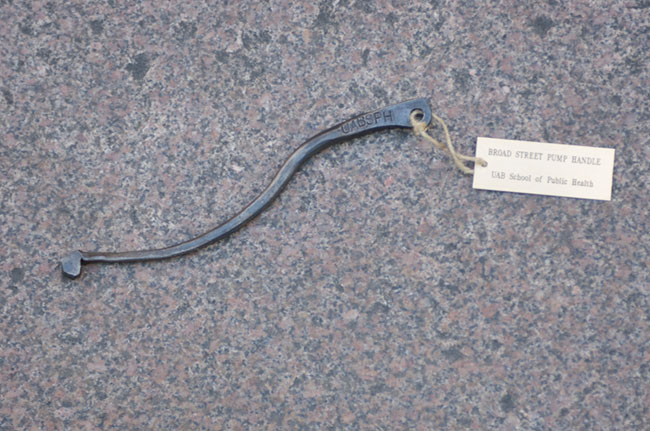 UABSPH
BROAD STREET PUMP HANDLE
UAB School of Public Health